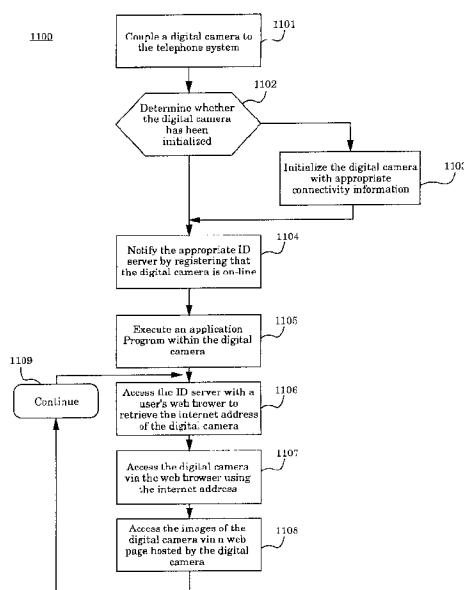 1100
1101
Couple a digital camera to
the telephone system
1102
Determine whether
the digital camera
has been
initialized
Initialize the digital camera
with appropriate
connectivity information
1103
1104
Notify the appropriate ID
server by registering that
the digital camera is on-line
1105
Execute an application
Program within the digital
camera
1109
Continue
1106
Access the ID server with a
user's web brower to
retrieve the internet address
of the digital camera
1107
Access the digital camera
via the web browser using
the internet address
1108
Access the images of the
digital camera via n web
page hosted by the digital
camera